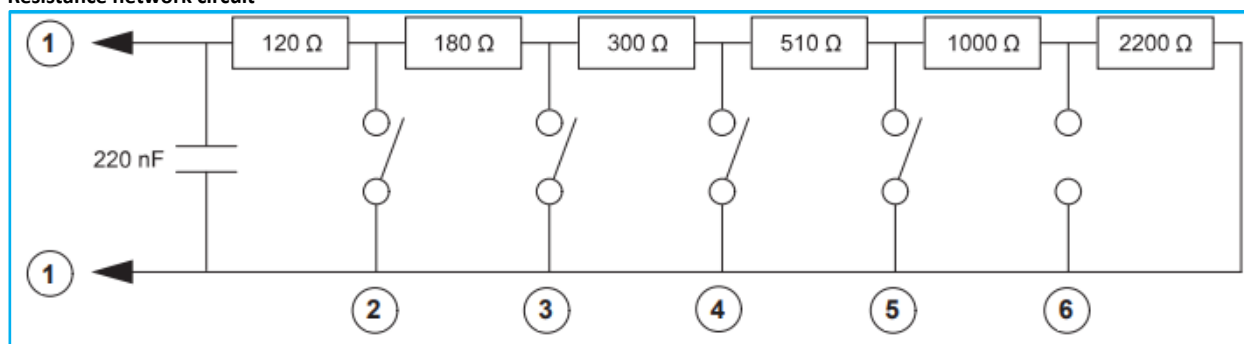 Resistance network circuit
1 120 Ω 180 Ω 300 Ω 510 Ω 1000 Ω 2200 Ω
220 nF
1
2 3 4 5 6